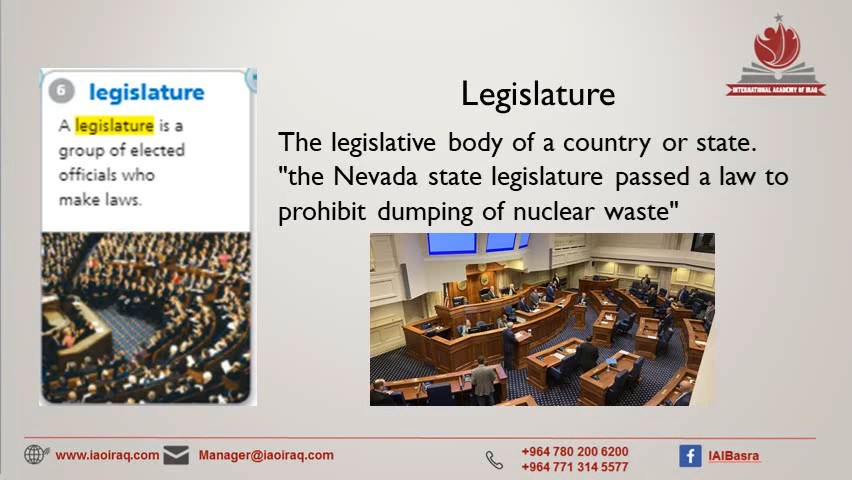 6 legislature
A legislature is a
group of elected
officials who
make laws.
Legislature
The legislative body of a country or state.
"the Nevada state legislature passed a law to
prohibit dumping of nuclear waste"
INTERNATIONAL ACADEMY OF IRAQ
www.iaoiraq.com
Manager@iaoiraq.com
+964 780 200 6200
+964 771 314 5577
IAIBasra